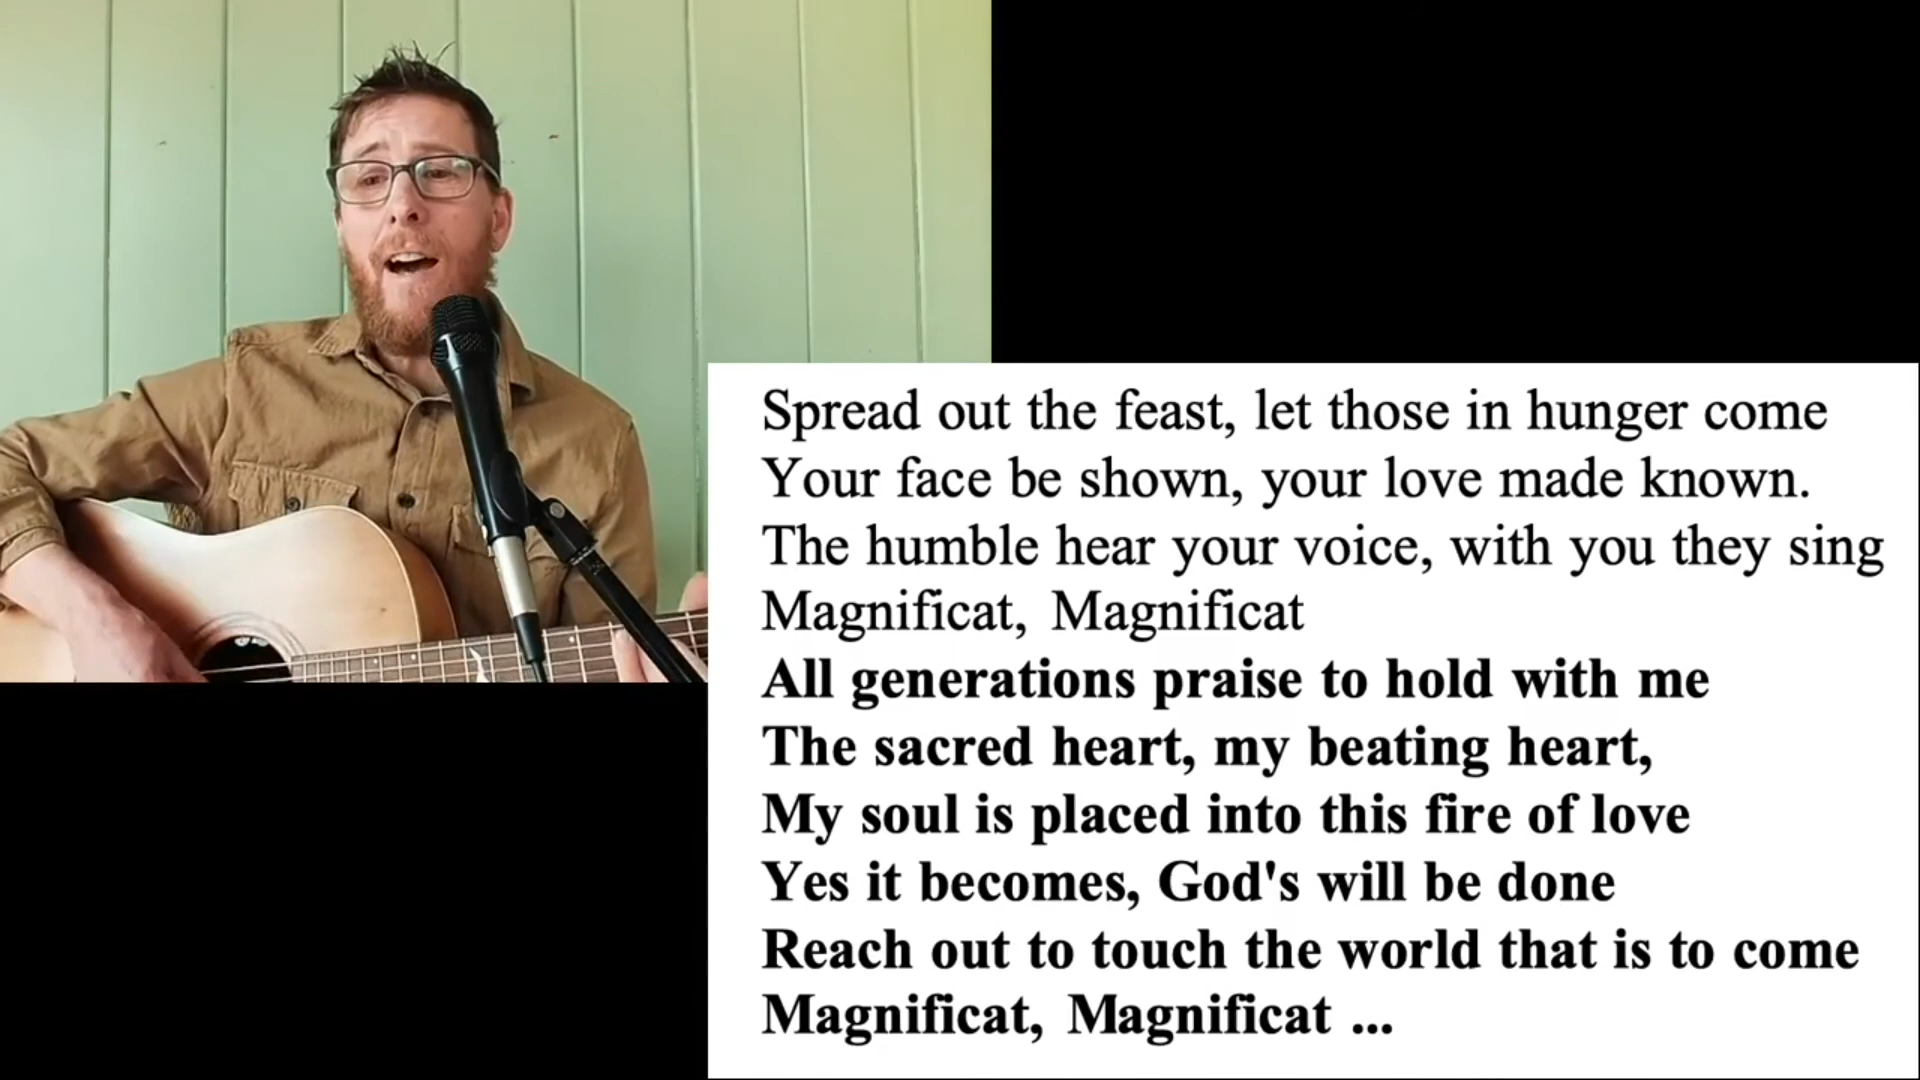 Spread out the feast, let those in hunger come
Your face be shown, your love made known.
The humble hear your voice, with you they sing
Magnificat, Magnificat
All generations praise to hold with me
The sacred heart, my beating heart,
My soul is placed into this fire of love
Yes it becomes, God's will be done
Reach out to touch the world that is to come
Magnificat, Magnificat ...